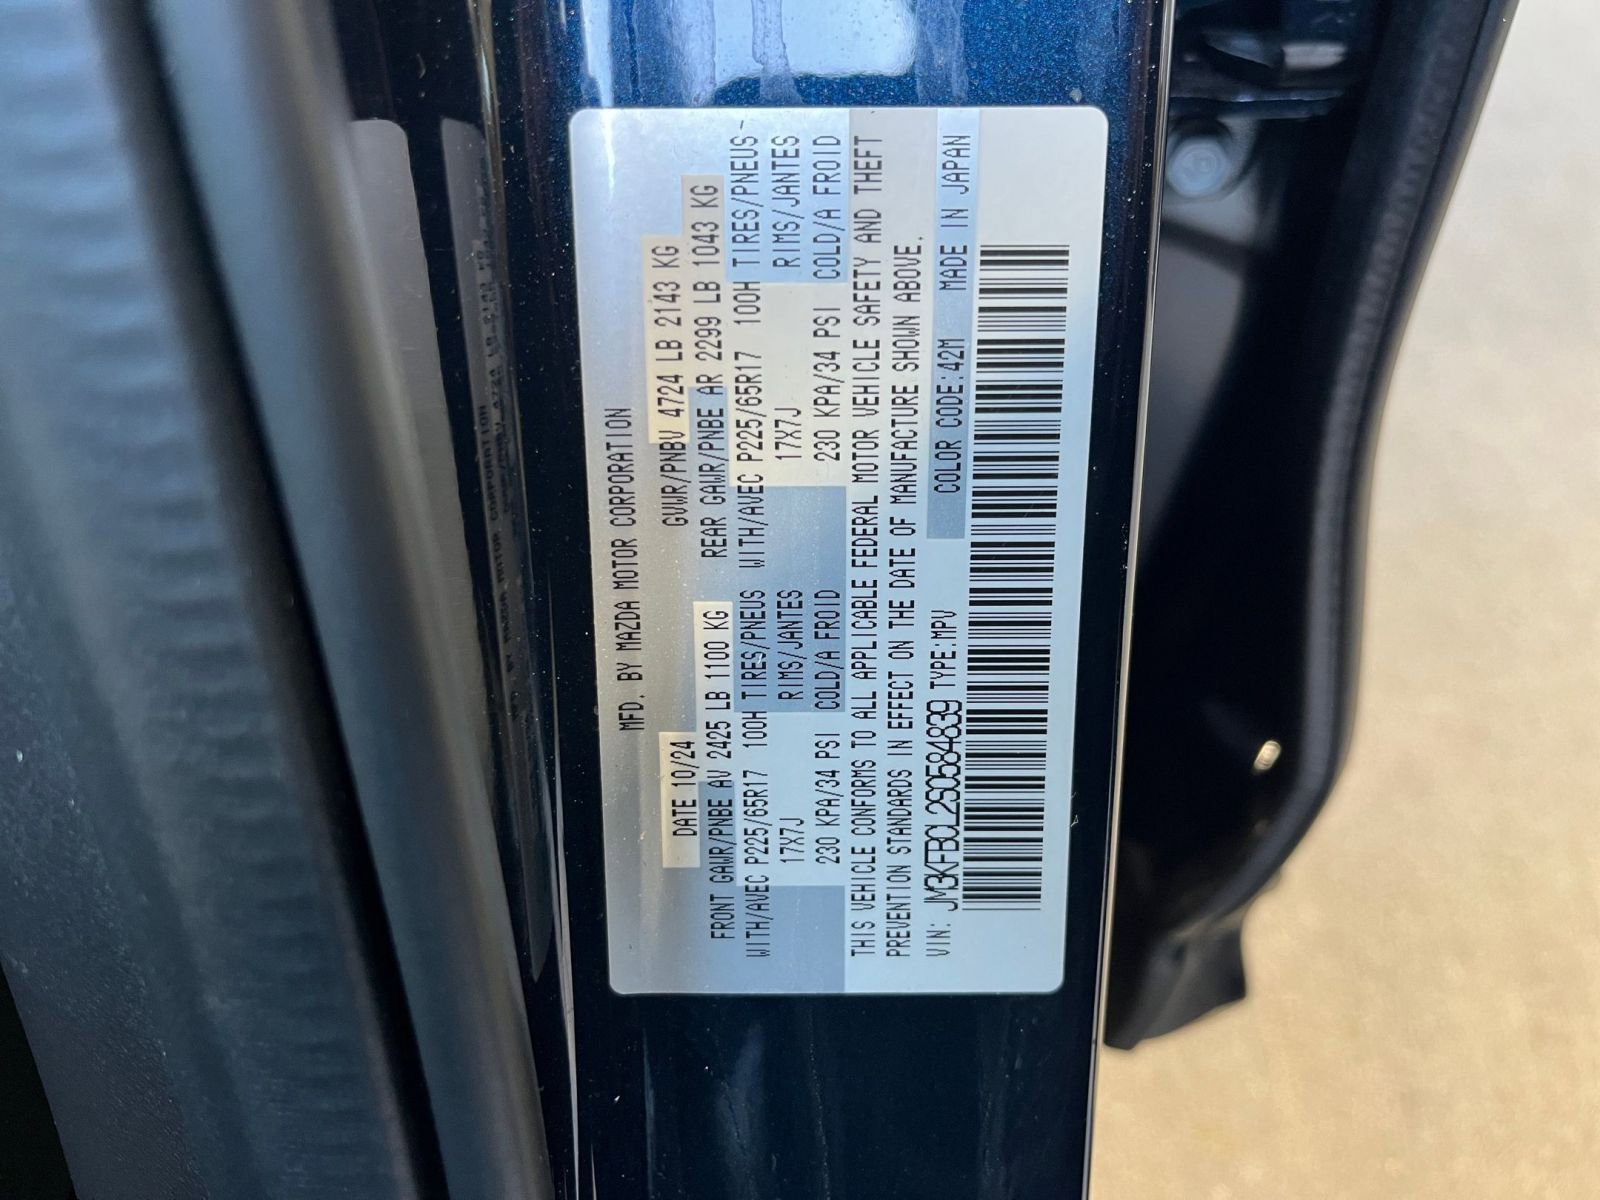 MFD. BY MAZDA MOTOR CORPORATION
DATE 10/24 GVWR/PNBV 4724 LB 2143 KG
FRONT GAWR/PNBE AV 2425 LB 1100 KG REAR GAWR/PNBE AR 2299 LB 1043 KG
WITH/AVEC P225/65R17 100H TIRES/PNEUS WITH/AVEC P225/65R17 100H TIRES/PNEUS
17X7J RIMS/JANTES 17X7J RIMS/JANTES
230 KPA/34 PSI COLD/A FROID 230 KPA/34 PSI COLD/A FROID
THIS VEHICLE CONFORMS TO ALL APPLICABLE FEDERAL MOTOR VEHICLE SAFETY AND THEFT
PREVENTION STANDARDS IN EFFECT ON THE DATE OF MANUFACTURE SHOWN ABOVE.
VIN: JM3KFBCL2S0584839 TYPE:MPV COLOR CODE:42M MADE IN JAPAN